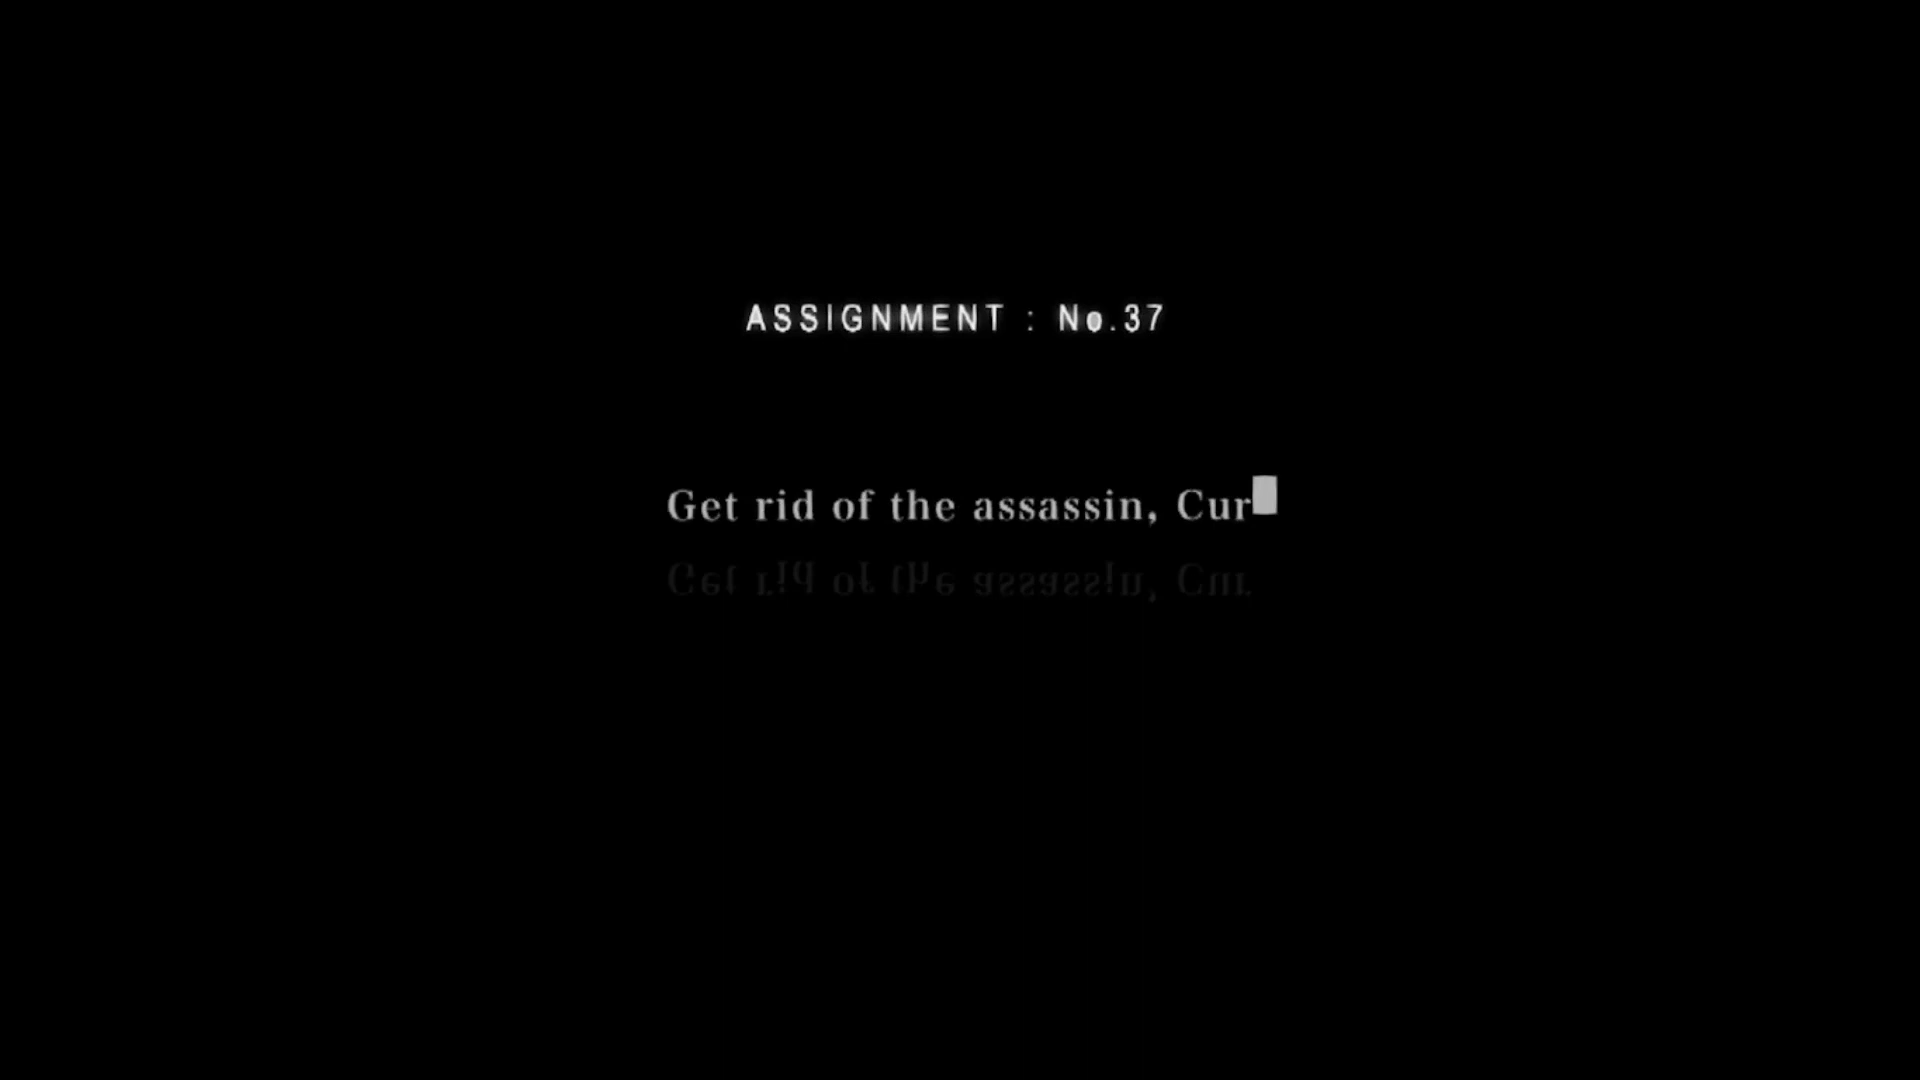 ASSIGNMENT : No.37
Get rid of the assassin, Cur